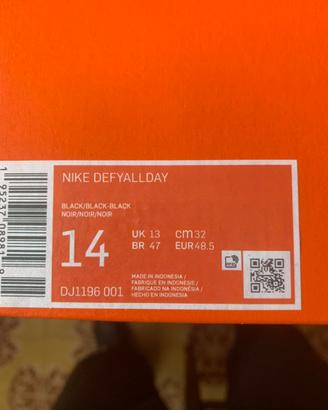 NIKE DEFYALLDAY
BLACK/BLACK-BLACK
NOIR/NOIR/NOIR
14
UK 13 cm 32
BR 47 EUR 48.5
MADE IN INDONESIA /
FABRIQUE EN INDONESIE /
FABRICADO NA INDONÉSIA /
HECHO EN INDONESIA
DJ1196 001